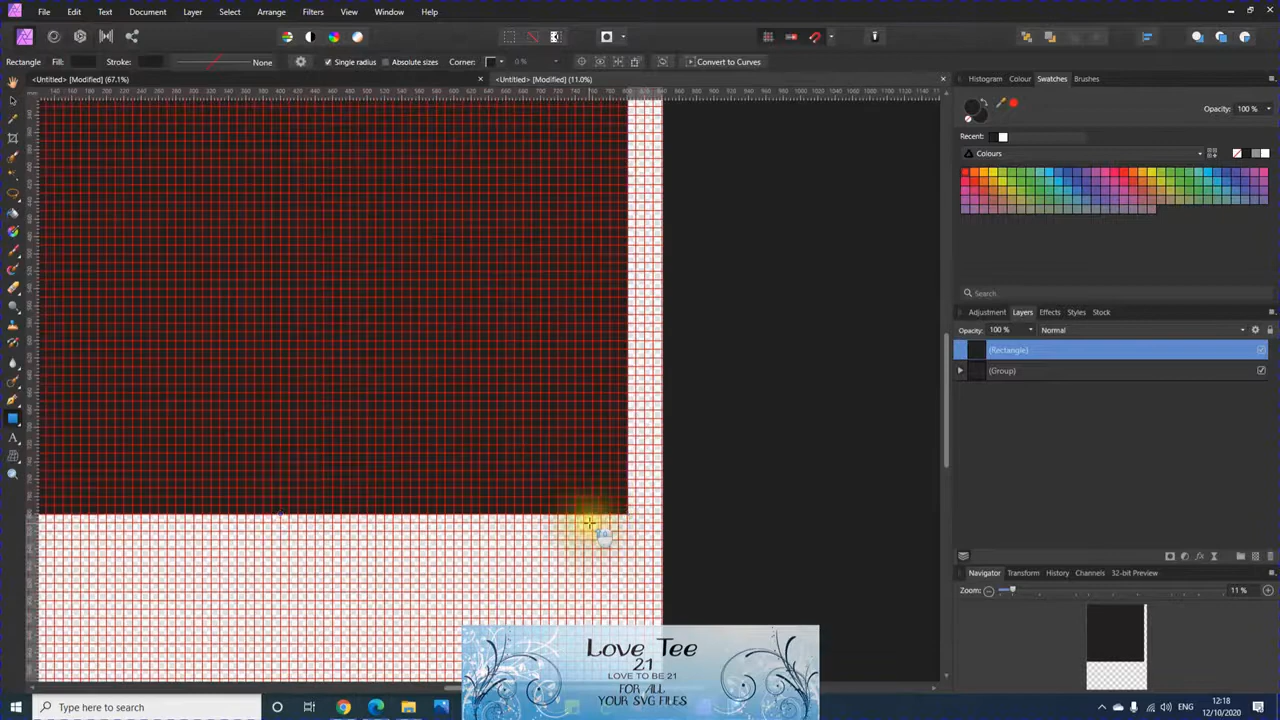 File Edit Text Document Layer Select Arrange Filters View Window Help
Rectangle Fill: Stroke: None Single radius Absolute sizes Corner: 0 % Convert to Curves
<Untitled> [Modified] (67.1%) <Untitled> [Modified] (11.0%)
Histogram Colour Swatches Brushes
Opacity: 100 %
Recent:
Colours
Search
Adjustment Layers Effects Styles Stock
Opacity: 100 % Normal
(Rectangle)
(Group)
Navigator Transform History Channels 32-bit Preview
Zoom: 11 %
Love Tee
21
LOVE TO BE 21
FOR ALL
YOUR SVG FILES
Type here to search
ENG
12:18
12/10/2020